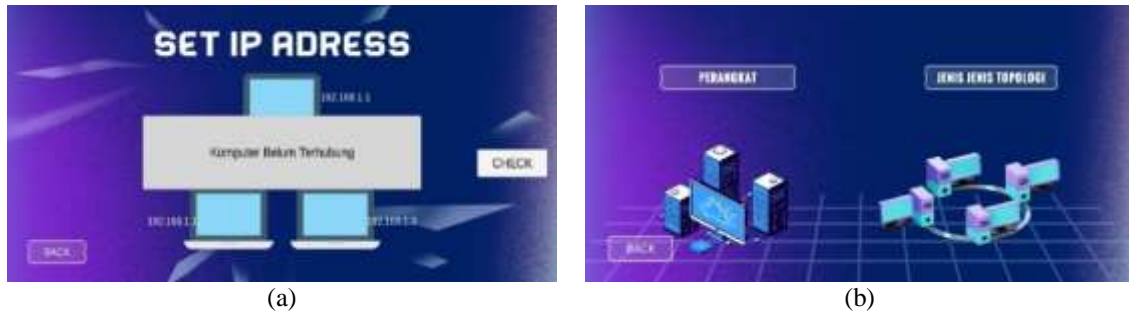 SET IP ADRESS
192.168.1.1
Komputer Belum Terhubung
CHECK
BACK
(a)
PERANGKAT
JENIS JENIS TOPOLOGI
BACK
(b)